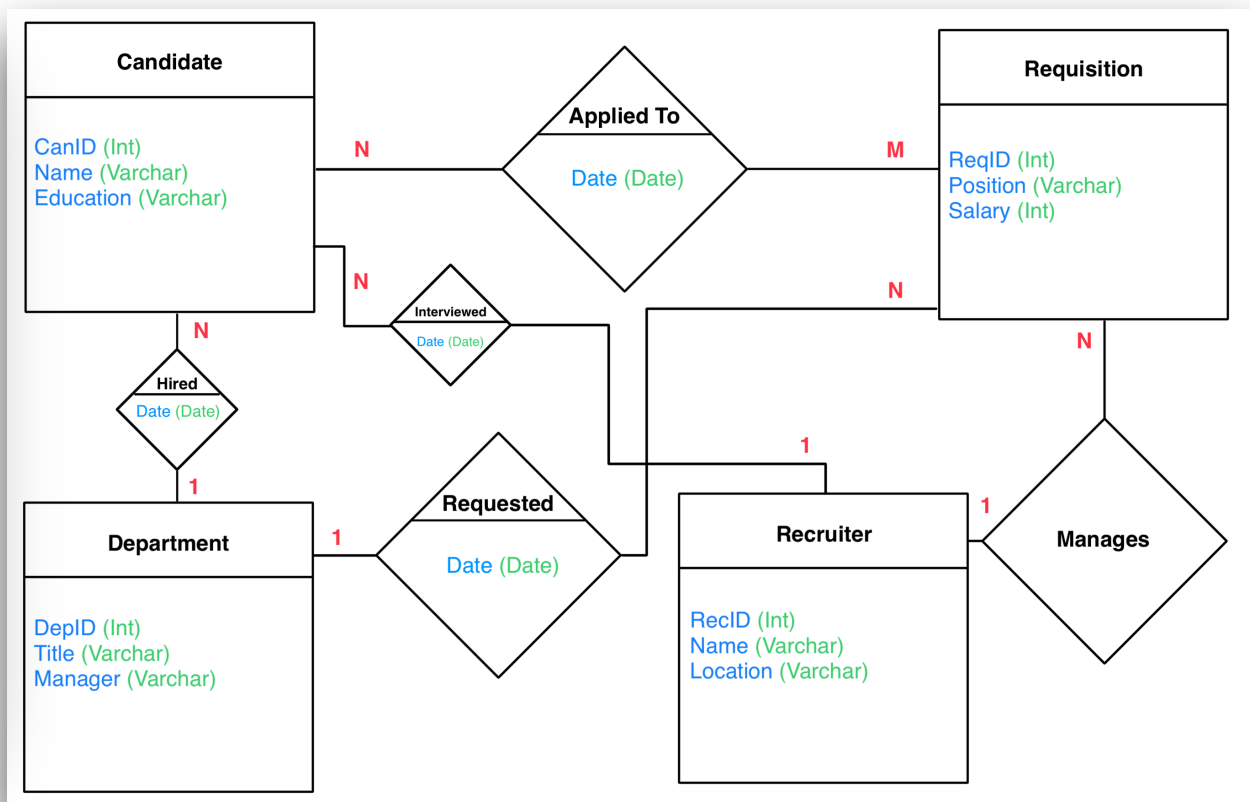 Candidate
CanID (Int)
Name (Varchar)
Education (Varchar)
N
Applied To
Date (Date)
M
Requisition
ReqID (Int)
Position (Varchar)
Salary (Int)
N
Interviewed
Date (Date)
N
N
N
Hired
Date (Date)
1
1
Requested
Date (Date)
1
1
Department
DepID (Int)
Title (Varchar)
Manager (Varchar)
Recruiter
RecID (Int)
Name (Varchar)
Location (Varchar)
Manages